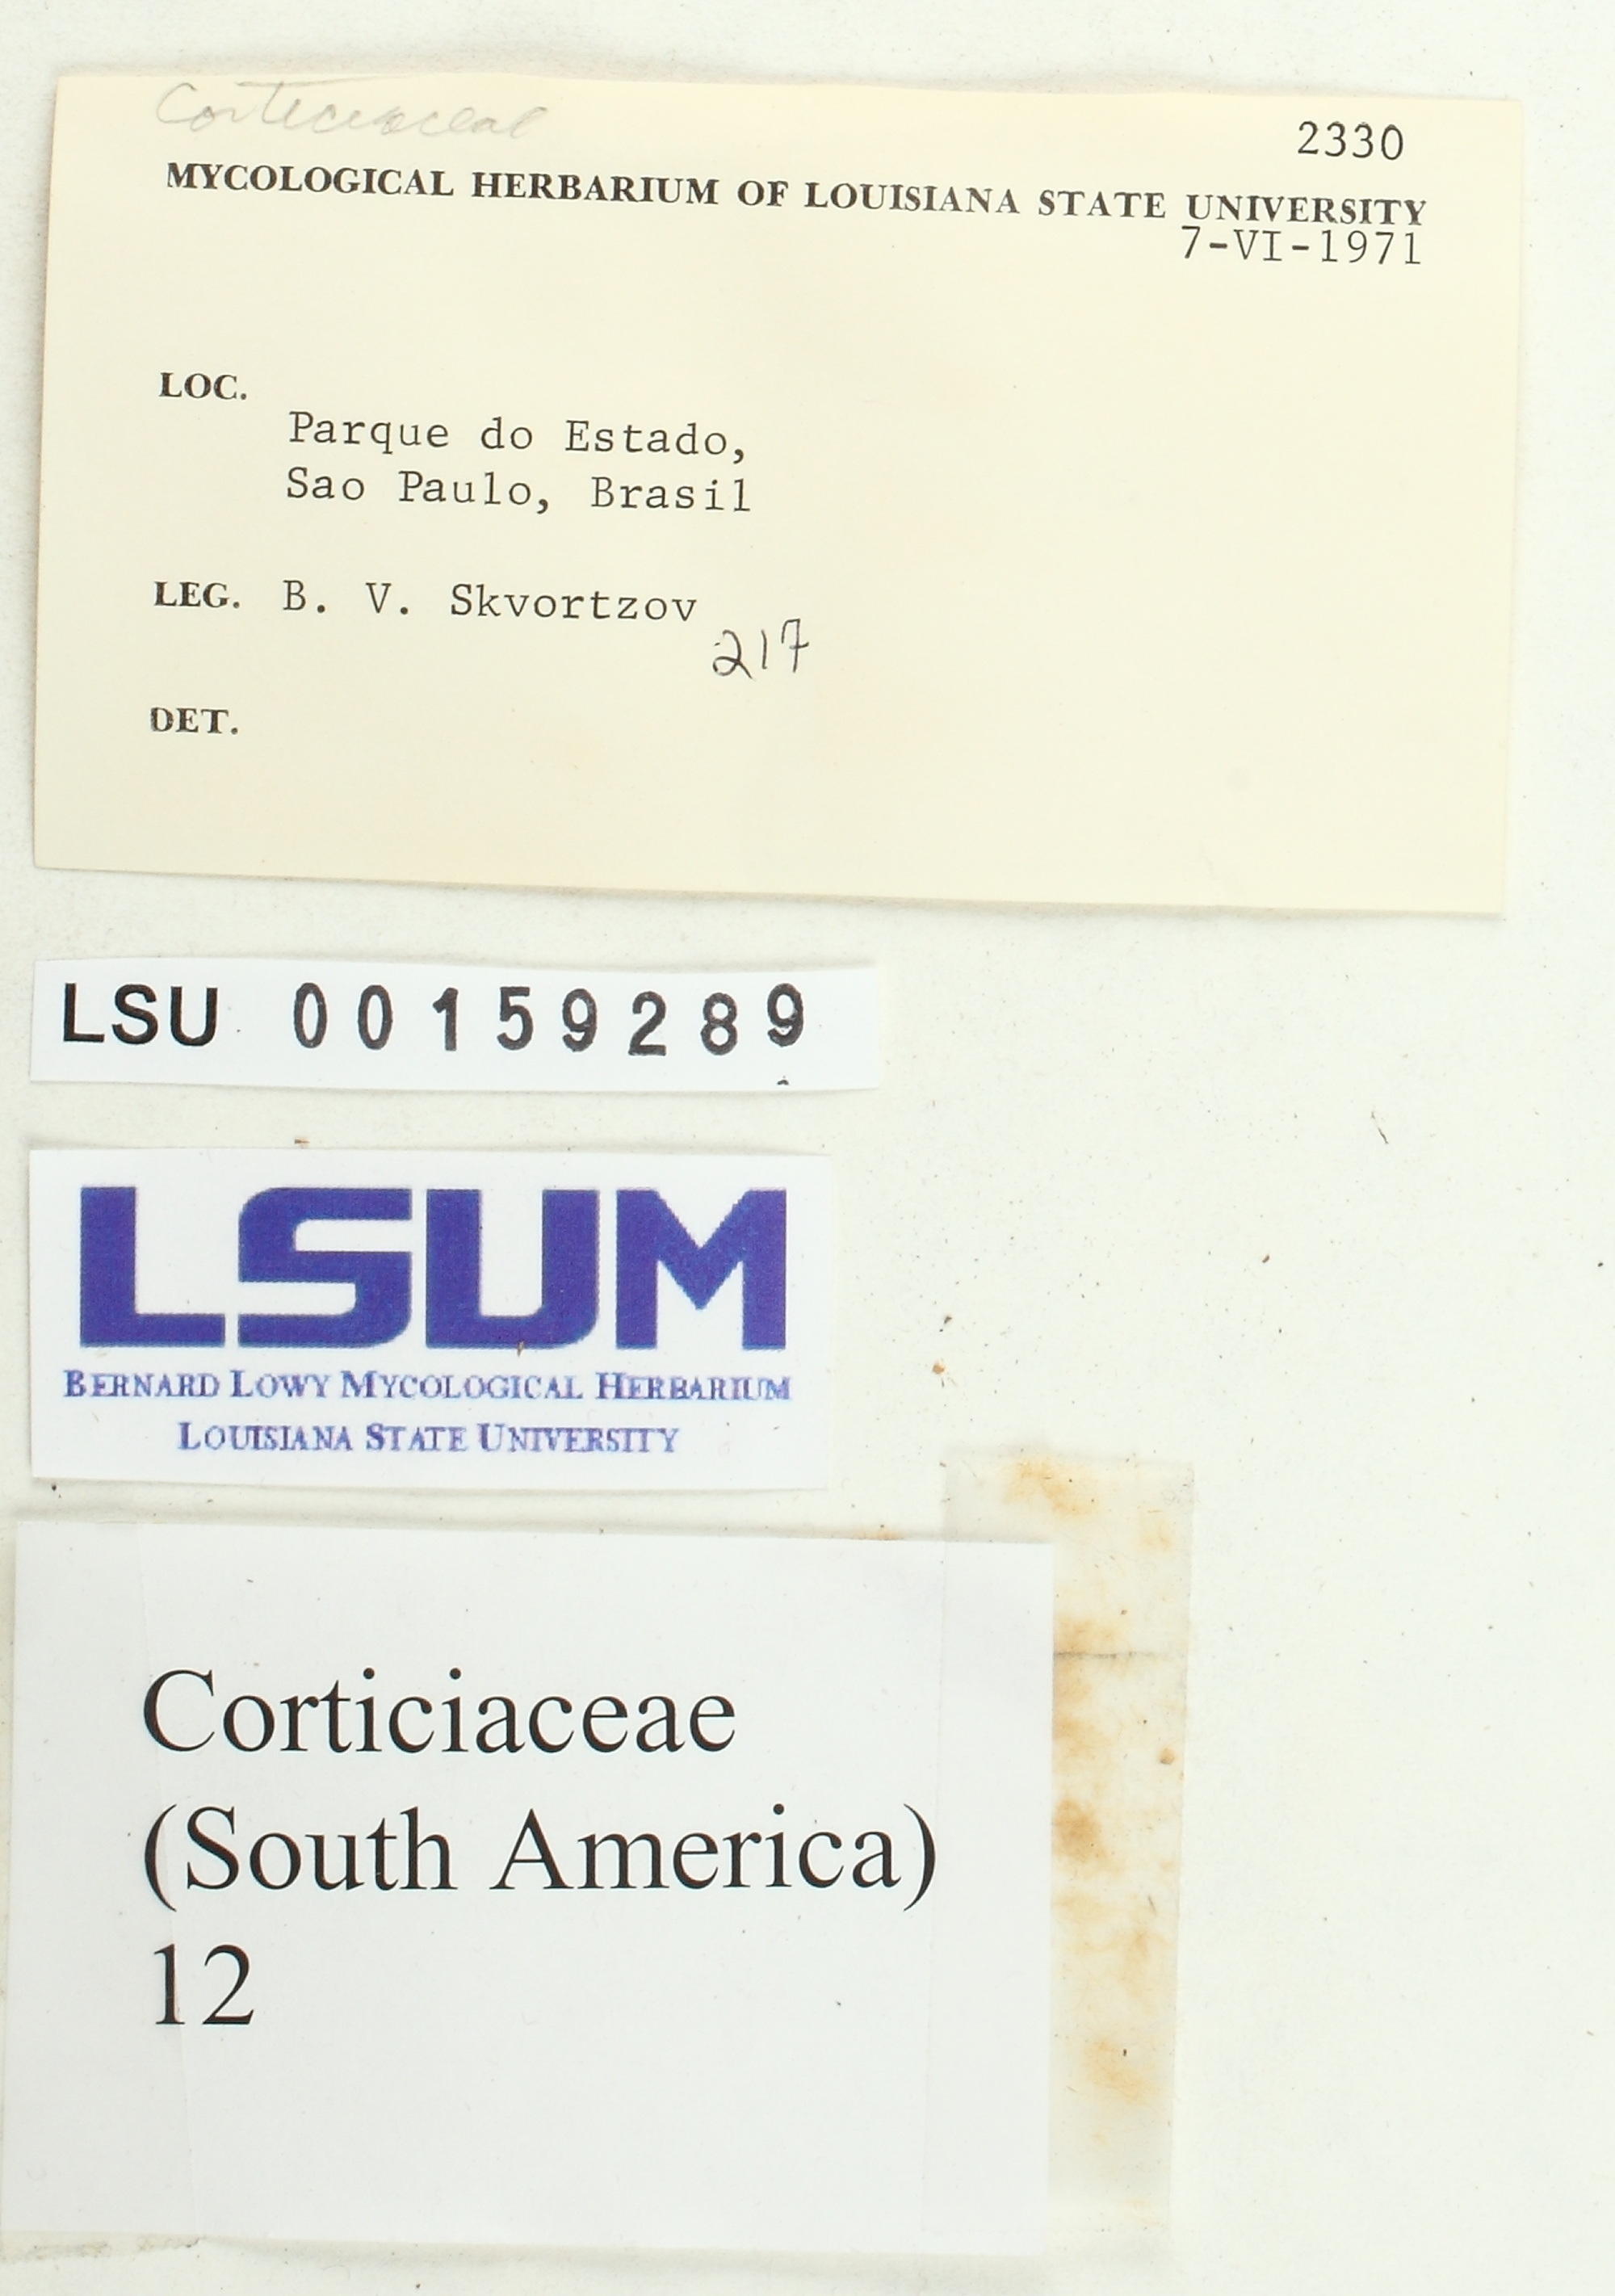 Corticiaceae
2330
MYCOLOGICAL HERBARIUM OF LOUISIANA STATE UNIVERSITY
7-VI-1971
LOC.
Parque do Estado,
Sao Paulo, Brasil
LEG. B. V. Skvortzov
217
DET.
LSU 00159289
LSUM
BERNARD LOWY MYCOLOGICAL HERBARIUM
LOUISIANA STATE UNIVERSITY
Corticiaceae
(South America)
12